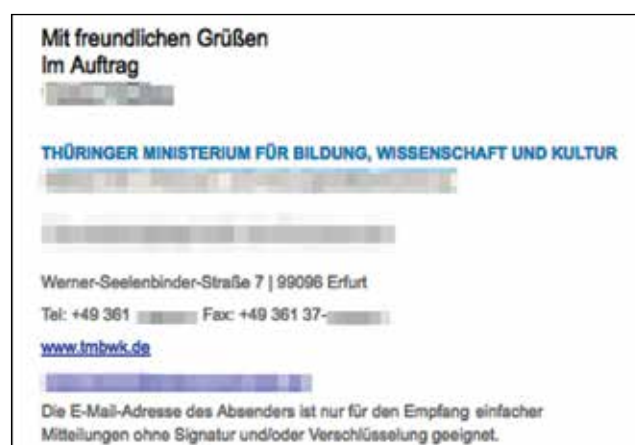 Mit freundlichen Grüßen
Im Auftrag
THÜRINGER MINISTERIUM FÜR BILDUNG, WISSENSCHAFT UND KULTUR
Werner-Seelenbinder-Straße 7 | 99096 Erfurt
Tel: +49 361 Fax: +49 361 37-
www.tmbwk.de
Die E-Mail-Adresse des Absenders ist nur für den Empfang einfacher
Mitteilungen ohne Signatur und/oder Verschlüsselung geeignet.